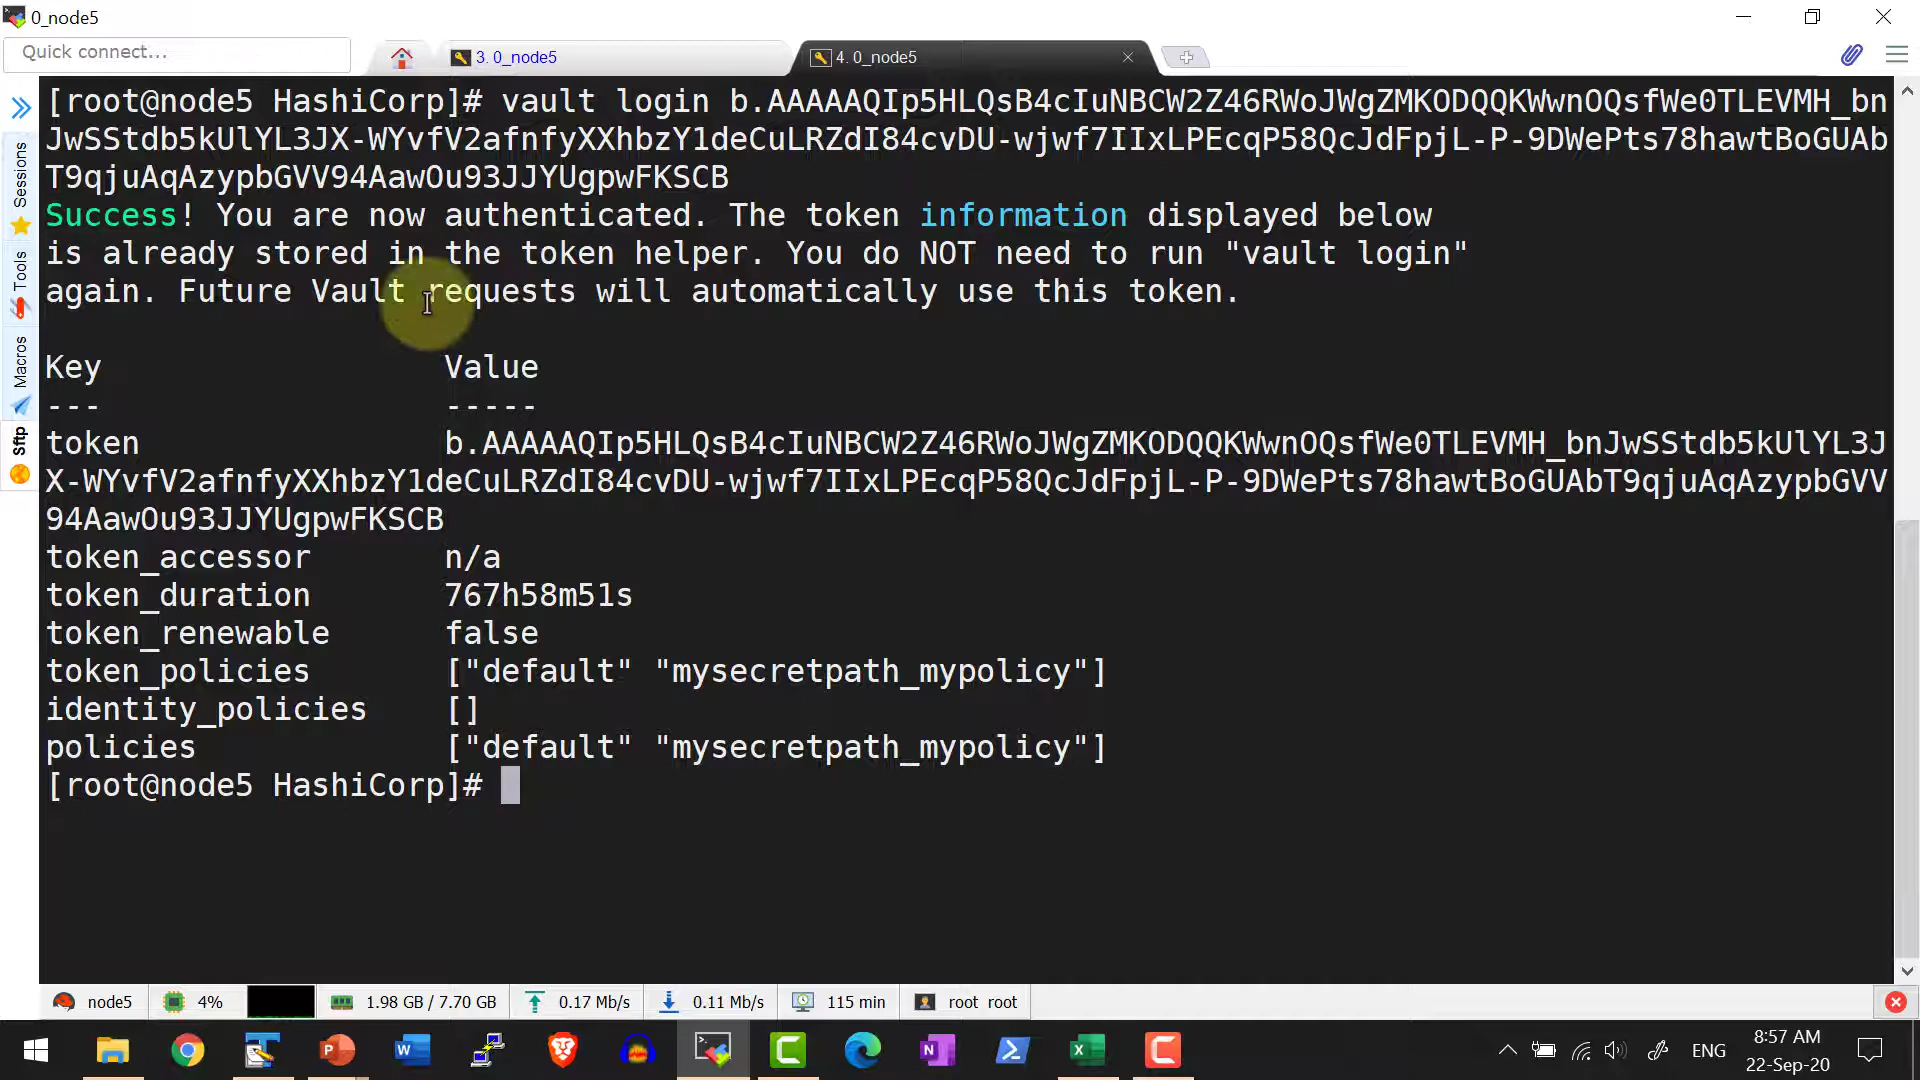 0_node5
Quick connect...
3. 0_node5
4. 0_node5
Sessions
Tools
Macros
Sftp
[root@node5 HashiCorp]# vault login b.AAAAAQIp5HLQsB4cIuNBCW2Z46RWoJWgZMKODQQKWwnOQsfWe0TLEVMH_bn
JwSStdb5kUlYL3JX-WYvfV2afnfyXXhbzY1deCuLRZdI84cvDU-wjwf7IIxLPEcqP58QcJdFpjL-P-9DWePts78hawtBoGUAb
T9qjuAqAzypbGVV94AawOu93JJYUgpwFKSCB
Success! You are now authenticated. The token information displayed below
is already stored in the token helper. You do NOT need to run "vault login"
again. Future Vault requests will automatically use this token.
Key Value
--- -----
token b.AAAAAQIp5HLQsB4cIuNBCW2Z46RWoJWgZMKODQQKWwnOQsfWe0TLEVMH_bnJwSStdb5kUlYL3J
X-WYvfV2afnfyXXhbzY1deCuLRZdI84cvDU-wjwf7IIxLPEcqP58QcJdFpjL-P-9DWePts78hawtBoGUAbT9qjuAqAzypbGVV
94AawOu93JJYUgpwFKSCB
token_accessor n/a
token_duration 767h58m51s
token_renewable false
token_policies ["default" "mysecretpath_mypolicy"]
identity_policies []
policies ["default" "mysecretpath_mypolicy"]
[root@node5 HashiCorp]#
node5 4% 1.98 GB / 7.70 GB 0.17 Mb/s 0.11 Mb/s 115 min root root
ENG
8:57 AM
22-Sep-20